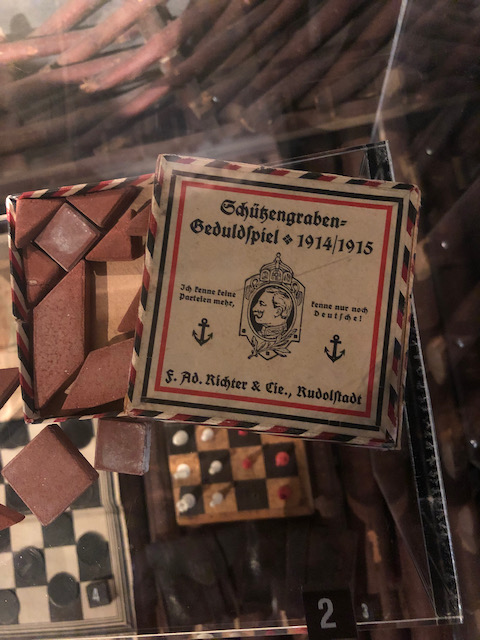 Schützengraben=
Geduldspiel ❖ 1914/1915
Ich kenne keine
Parteien mehr,
kenne nur noch
Deutsche!
F. Ad. Richter & Cie., Rudolstadt
4
2
3